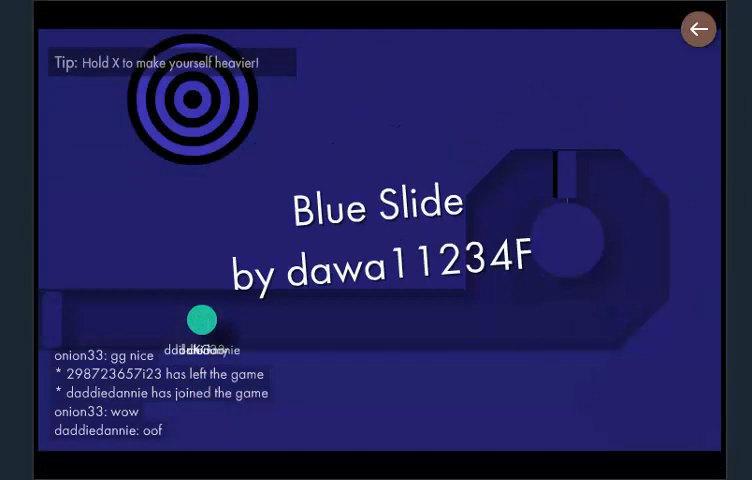 Tip: Hold X to make yourself heavier!
Blue Slide
by dawa11234F
onion33: gg nice
* 298723657i23 has left the game
* daddiedannie has joined the game
onion33: wow
daddiedannie: oof